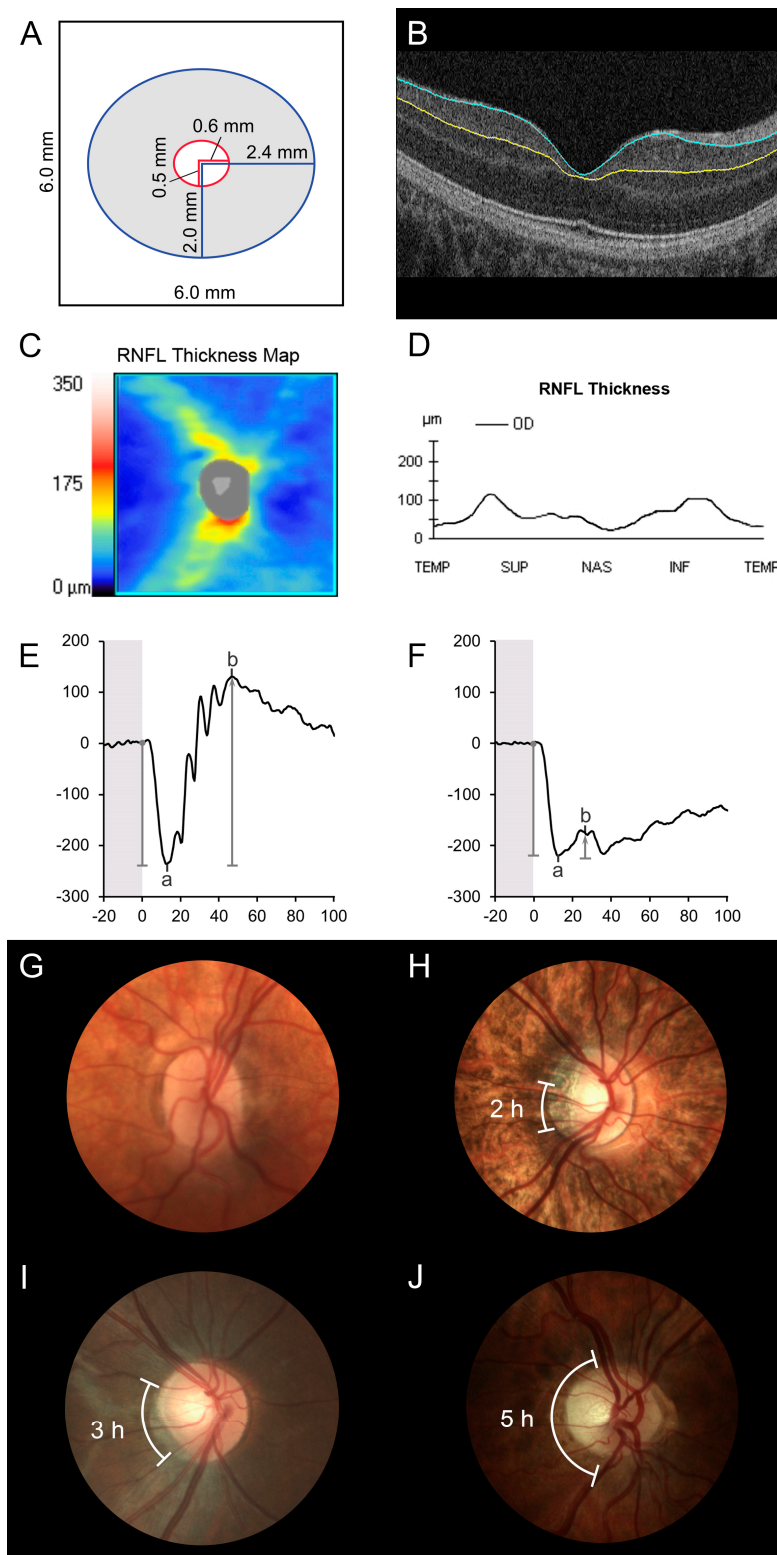 A
0.6 mm
2.4 mm
0.5 mm
2.0 mm
6.0 mm
6.0 mm
B
C
RNFL Thickness Map
350
175
0 µm
D
RNFL Thickness
µm
OD
200
100
0
TEMP SUP NAS INF TEMP
E
200
100
0
-100
-200
-300
b
a
-20 0 20 40 60 80 100
F
200
100
0
-100
-200
-300
b
a
-20 0 20 40 60 80 100
G
H
2 h
I
3 h
J
5 h